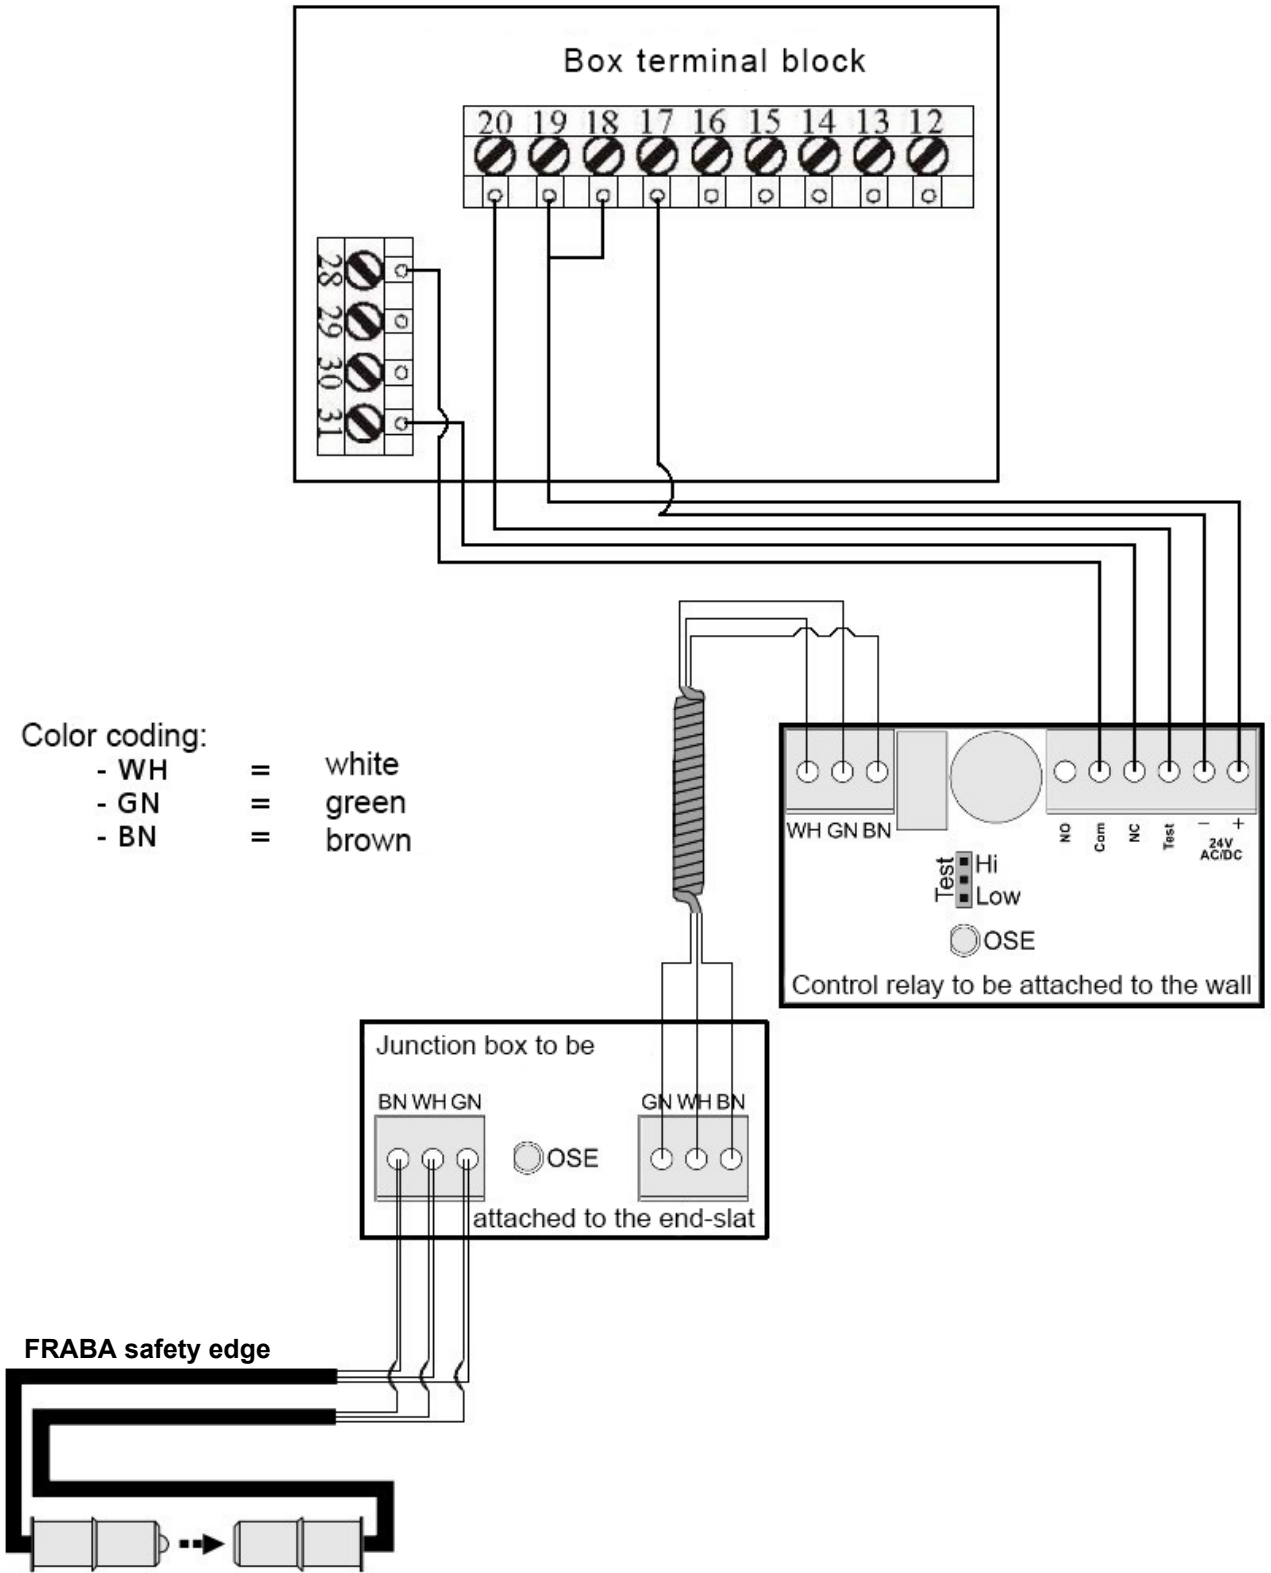 Box terminal block
20 19 18 17 16 15 14 13 12
28
29
30
31
Color coding:
- WH = white
- GN = green
- BN = brown
WH GN BN
NO
Com
NC
Test
– +
24V
AC/DC
Test
Hi
Low
OSE
Control relay to be attached to the wall
Junction box to be
BN WH GN
OSE
GN WH BN
attached to the end-slat
FRABA safety edge